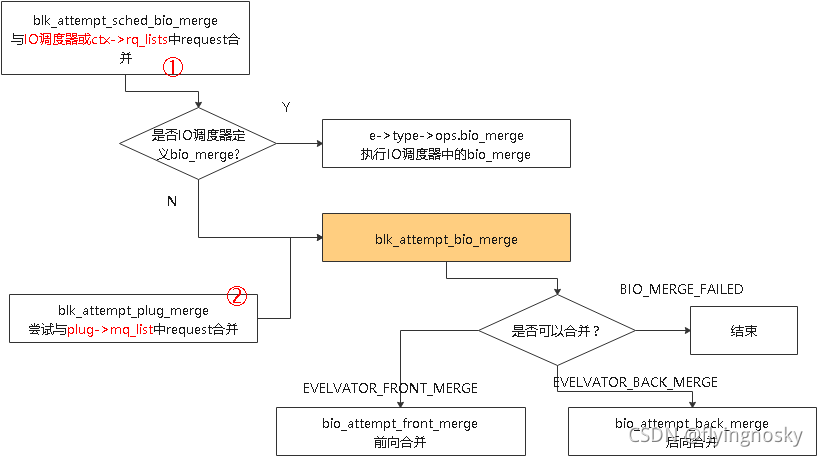 blk_attempt_sched_bio_merge
与IO调度器或ctx->rq_lists中request合
并
①
是否IO调度器定
义bio_merge?
Y
e->type->ops.bio_merge
执行IO调度器中的bio_merge
N
blk_attempt_bio_merge
②
blk_attempt_plug_merge
尝试与plug->mq_list中request合并
是否可以合并？
BIO_MERGE_FAILED
结束
EVELVATOR_FRONT_MERGE
EVELVATOR_BACK_MERGE
bio_attempt_front_merge
前向合并
bio_attempt_back_merge
后向合并
CSDN @flyingnosky